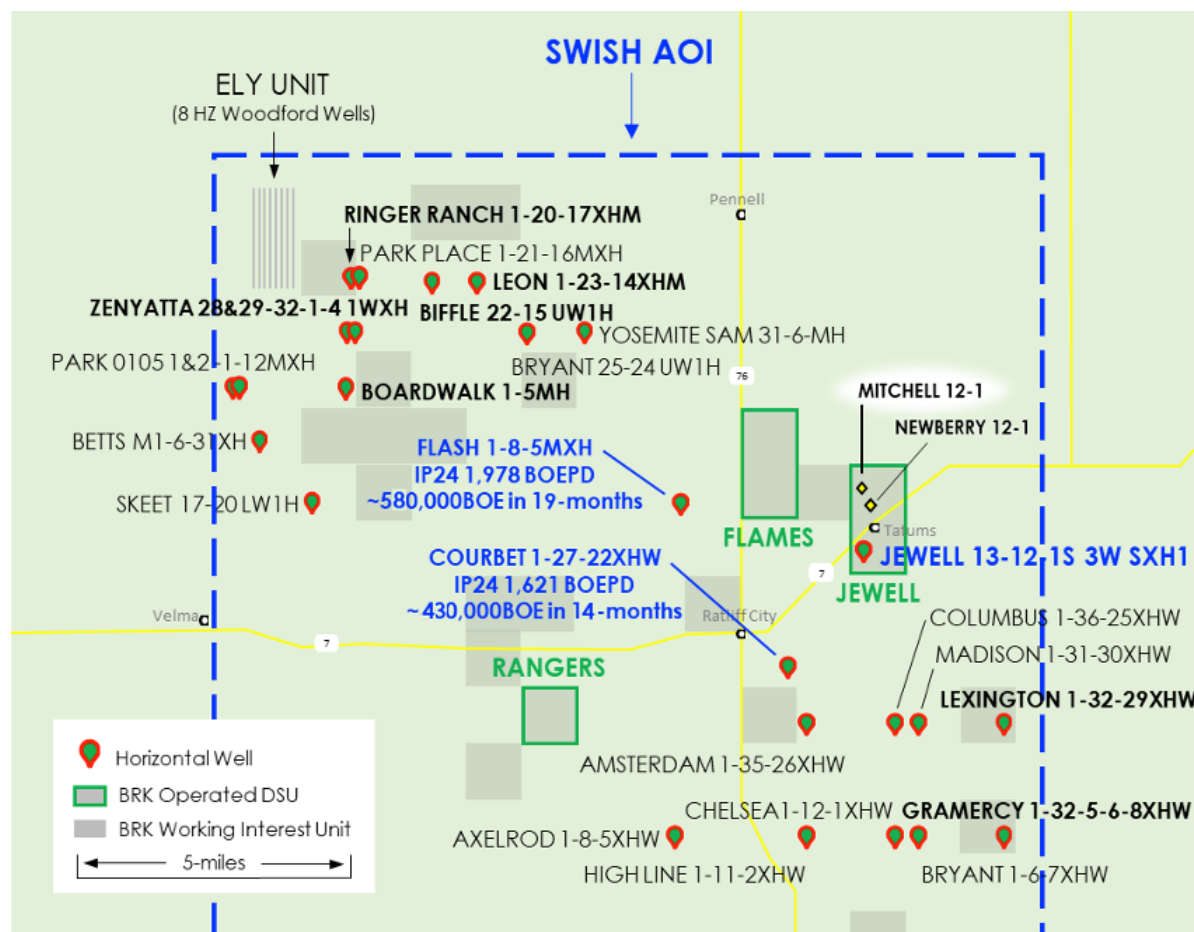 SWISH AOI
ELY UNIT
(8 HZ Woodford Wells)
Pennell
RINGER RANCH 1-20-17XHM
PARK PLACE 1-21-16MXH
LEON 1-23-14XHM
ZENYATTA 28&29-32-1-4 1WXH
BIFFLE 22-15 UW1H
YOSEMITE SAM 31-6-MH
PARK 0105 1&2-1-12MXH
BRYANT 25-24 UW1H
76
BOARDWALK 1-5MH
MITCHELL 12-1
NEWBERRY 12-1
BETTS M1-6-31XH
FLASH 1-8-5MXH
IP24 1,978 BOEPD
~580,000BOE in 19-months
SKEET 17-20 LW1H
FLAMES
Tatums
JEWELL 13-12-1S 3W SXH1
COURBET 1-27-22XHW
IP24 1,621 BOEPD
~430,000BOE in 14-months
7
JEWELL
Velma
Ratliff City
7
COLUMBUS 1-36-25XHW
MADISON 1-31-30XHW
RANGERS
LEXINGTON 1-32-29XHW
AMSTERDAM 1-35-26XHW
CHELSEA1-12-1XHW
GRAMERCY 1-32-5-6-8XHW
AXELROD 1-8-5XHW
HIGH LINE 1-11-2XHW
BRYANT 1-6-7XHW
Horizontal Well
BRK Operated DSU
BRK Working Interest Unit
5-miles